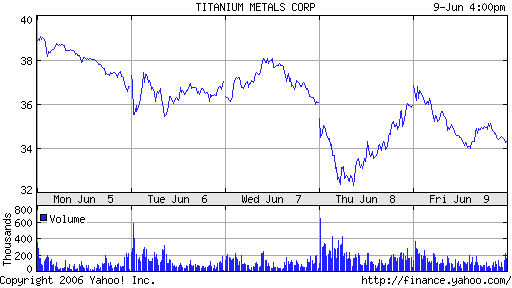 TITANIUM METALS CORP 9-Jun 4:00pm
40
38
36
34
32
Mon Jun 5 Tue Jun 6 Wed Jun 7 Thu Jun 8 Fri Jun 9
800
600
400
200
0
Thousands
Volume
Copyright 2006 Yahoo! Inc. http://finance.yahoo.com/